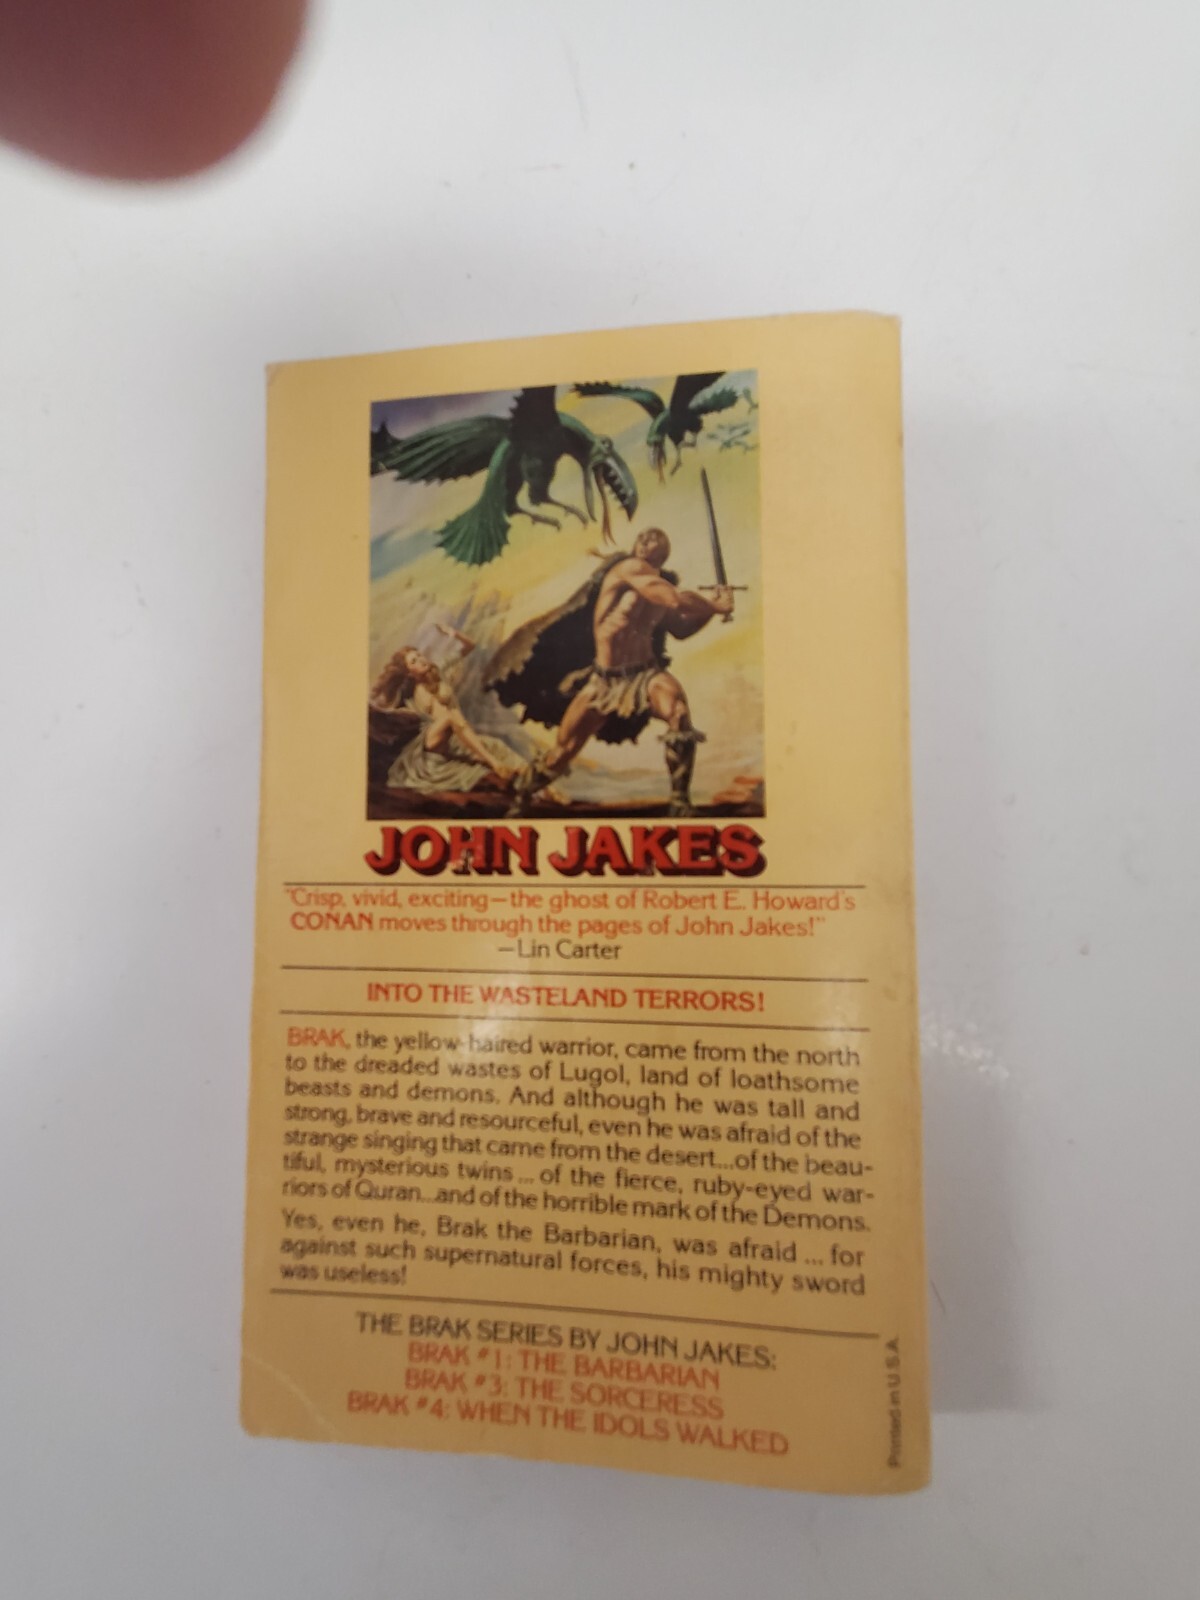 JOHN JAKES
"Crisp, vivid, exciting—the ghost of Robert E. Howard's
CONAN moves through the pages of John Jakes!"
—Lin Carter
INTO THE WASTELAND TERRORS!
BRAK, the yellow-haired warrior, came from the north
to the dreaded wastes of Lugol, land of loathsome
beasts and demons. And although he was tall and
strong, brave and resourceful, even he was afraid of the
strange singing that came from the desert...of the beau-
tiful, mysterious twins ... of the fierce, ruby-eyed war-
riors of Quran...and of the horrible mark of the Demons.
Yes, even he, Brak the Barbarian, was afraid ... for
against such supernatural forces, his mighty sword
was useless!
THE BRAK SERIES BY JOHN JAKES:
BRAK #1: THE BARBARIAN
BRAK #3: THE SORCERESS
BRAK #4: WHEN THE IDOLS WALKED
Printed in U.S.A.